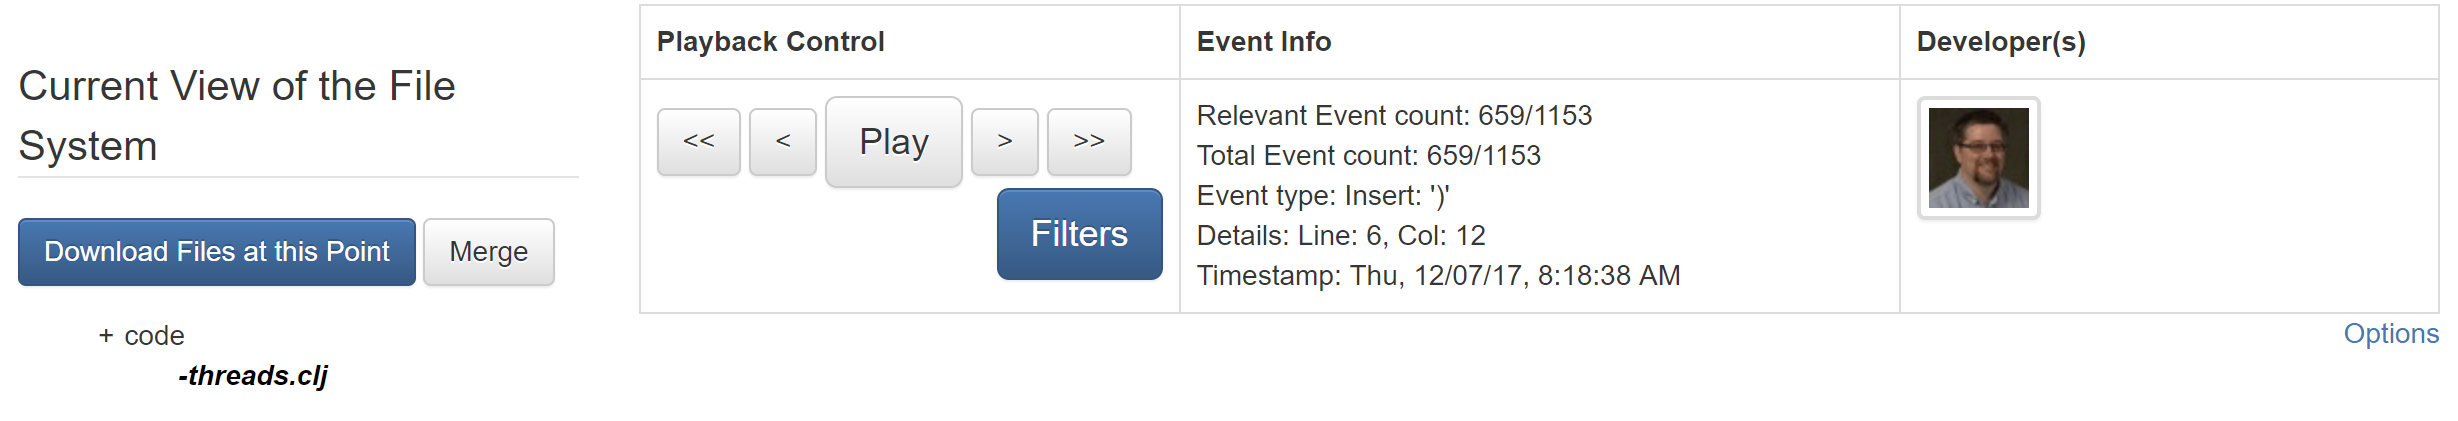 Current View of the File
System
Download Files at this Point
Merge
+ code
-threads.clj
Playback Control
Event Info
Developer(s)
<<
<
Play
>
>>
Filters
Relevant Event count: 659/1153
Total Event count: 659/1153
Event type: Insert: ')'
Details: Line: 6, Col: 12
Timestamp: Thu, 12/07/17, 8:18:38 AM
Options